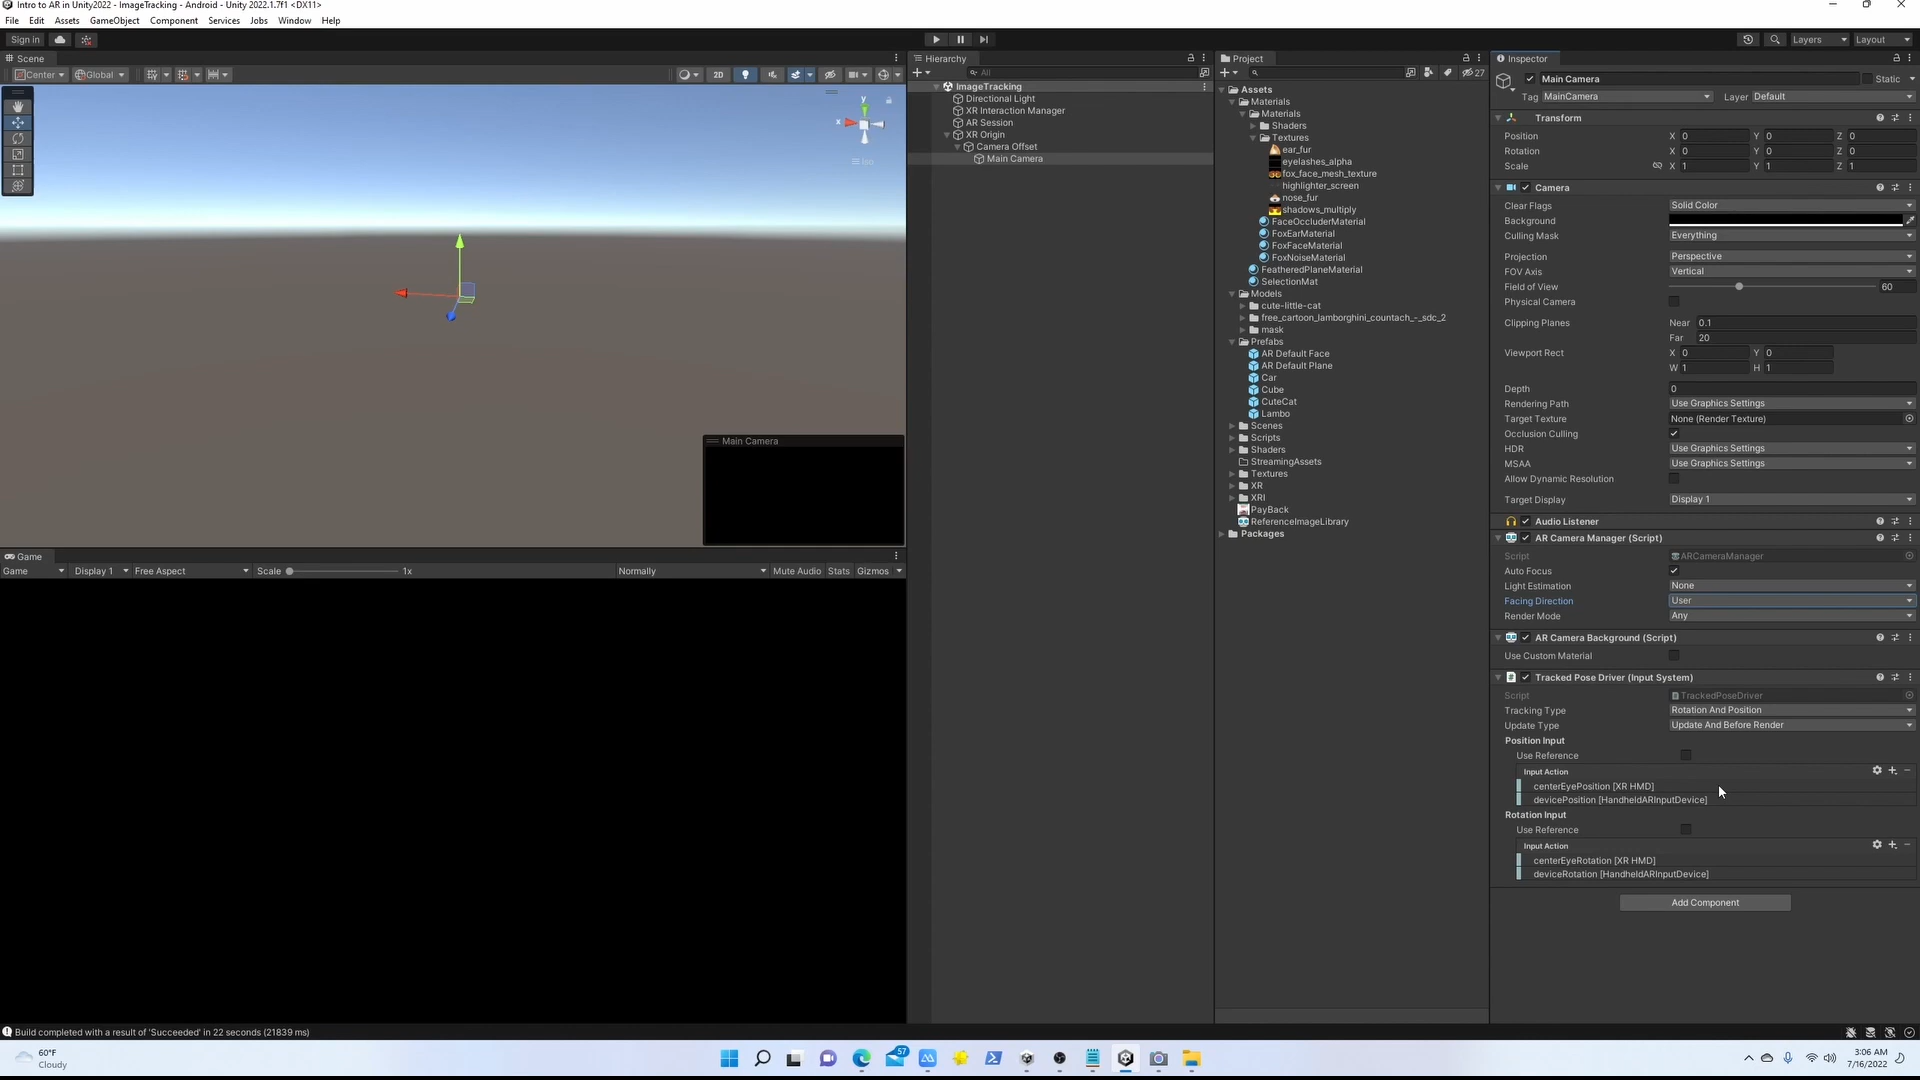 Intro to AR in Unity2022 - ImageTracking - Android - Unity 2022.1.7f1 <DX11>
File Edit Assets GameObject Component Services Jobs Window Help
Sign in
Layers Layout
Scene
Center Global
2D
y
x
Iso
Main Camera
Game
Game Display 1 Free Aspect Scale 1x Normally Mute Audio Stats Gizmos
Hierarchy
All
ImageTracking
Directional Light
XR Interaction Manager
AR Session
XR Origin
Camera Offset
Main Camera
Project
27
Assets
Materials
Materials
Shaders
Textures
ear_fur
eyelashes_alpha
fox_face_mesh_texture
highlighter_screen
nose_fur
shadows_multiply
FaceOccluderMaterial
FoxEarMaterial
FoxFaceMaterial
FoxNoiseMaterial
FeatheredPlaneMaterial
SelectionMat
Models
cute-little-cat
free_cartoon_lamborghini_countach_-_sdc_2
mask
Prefabs
AR Default Face
AR Default Plane
Car
Cube
CuteCat
Lambo
Scenes
Scripts
Shaders
StreamingAssets
Textures
XR
XRI
PayBack
ReferenceImageLibrary
Packages
Inspector
Main Camera Static
Tag MainCamera Layer Default
Transform
Position X 0 Y 0 Z 0
Rotation X 0 Y 0 Z 0
Scale X 1 Y 1 Z 1
Camera
Clear Flags Solid Color
Background
Culling Mask Everything
Projection Perspective
FOV Axis Vertical
Field of View 60
Physical Camera
Clipping Planes Near 0.1
Far 20
Viewport Rect X 0 Y 0
W 1 H 1
Depth 0
Rendering Path Use Graphics Settings
Target Texture None (Render Texture)
Occlusion Culling
HDR Use Graphics Settings
MSAA Use Graphics Settings
Allow Dynamic Resolution
Target Display Display 1
Audio Listener
AR Camera Manager (Script)
Script ARCameraManager
Auto Focus
Light Estimation None
Facing Direction User
Render Mode Any
AR Camera Background (Script)
Use Custom Material
Tracked Pose Driver (Input System)
Script TrackedPoseDriver
Tracking Type Rotation And Position
Update Type Update And Before Render
Position Input
Use Reference
Input Action
centerEyePosition [XR HMD]
devicePosition [HandheldARInputDevice]
Rotation Input
Use Reference
Input Action
centerEyeRotation [XR HMD]
deviceRotation [HandheldARInputDevice]
Add Component
Build completed with a result of 'Succeeded' in 22 seconds (21839 ms)
60°F
Cloudy
57
3:06 AM
7/16/2022